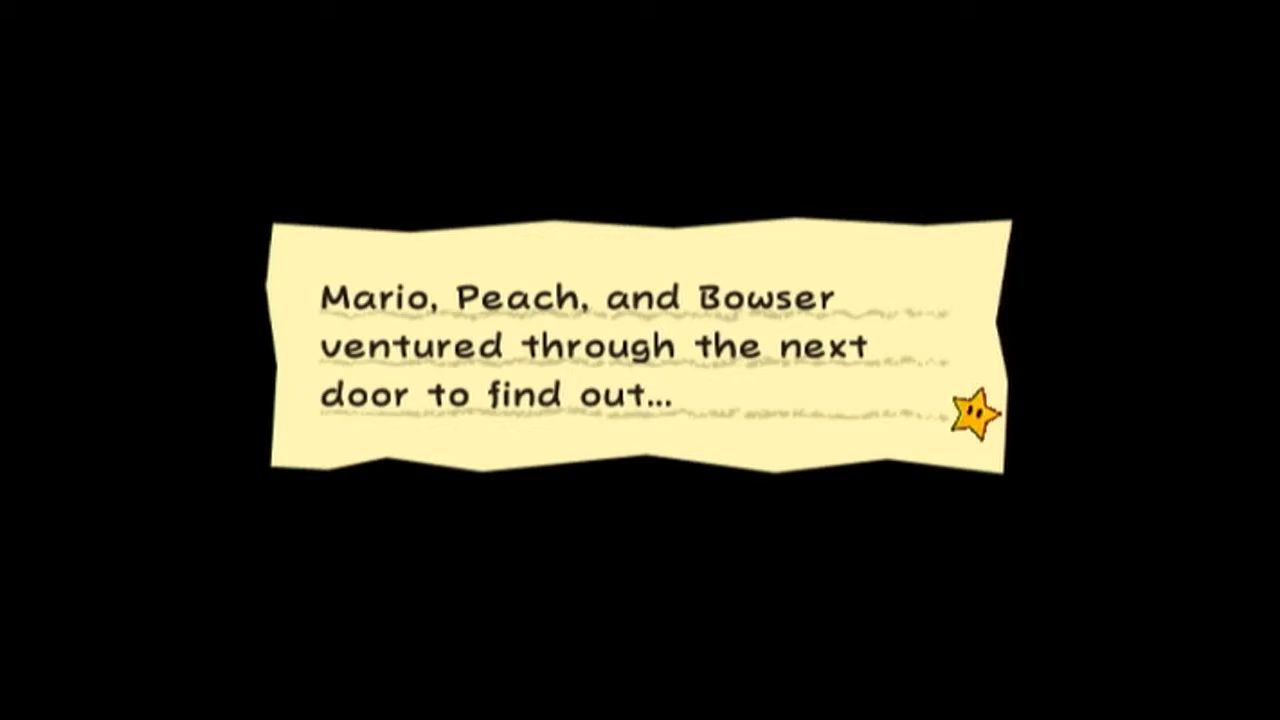 Mario, Peach, and Bowser
ventured through the next
door to find out...